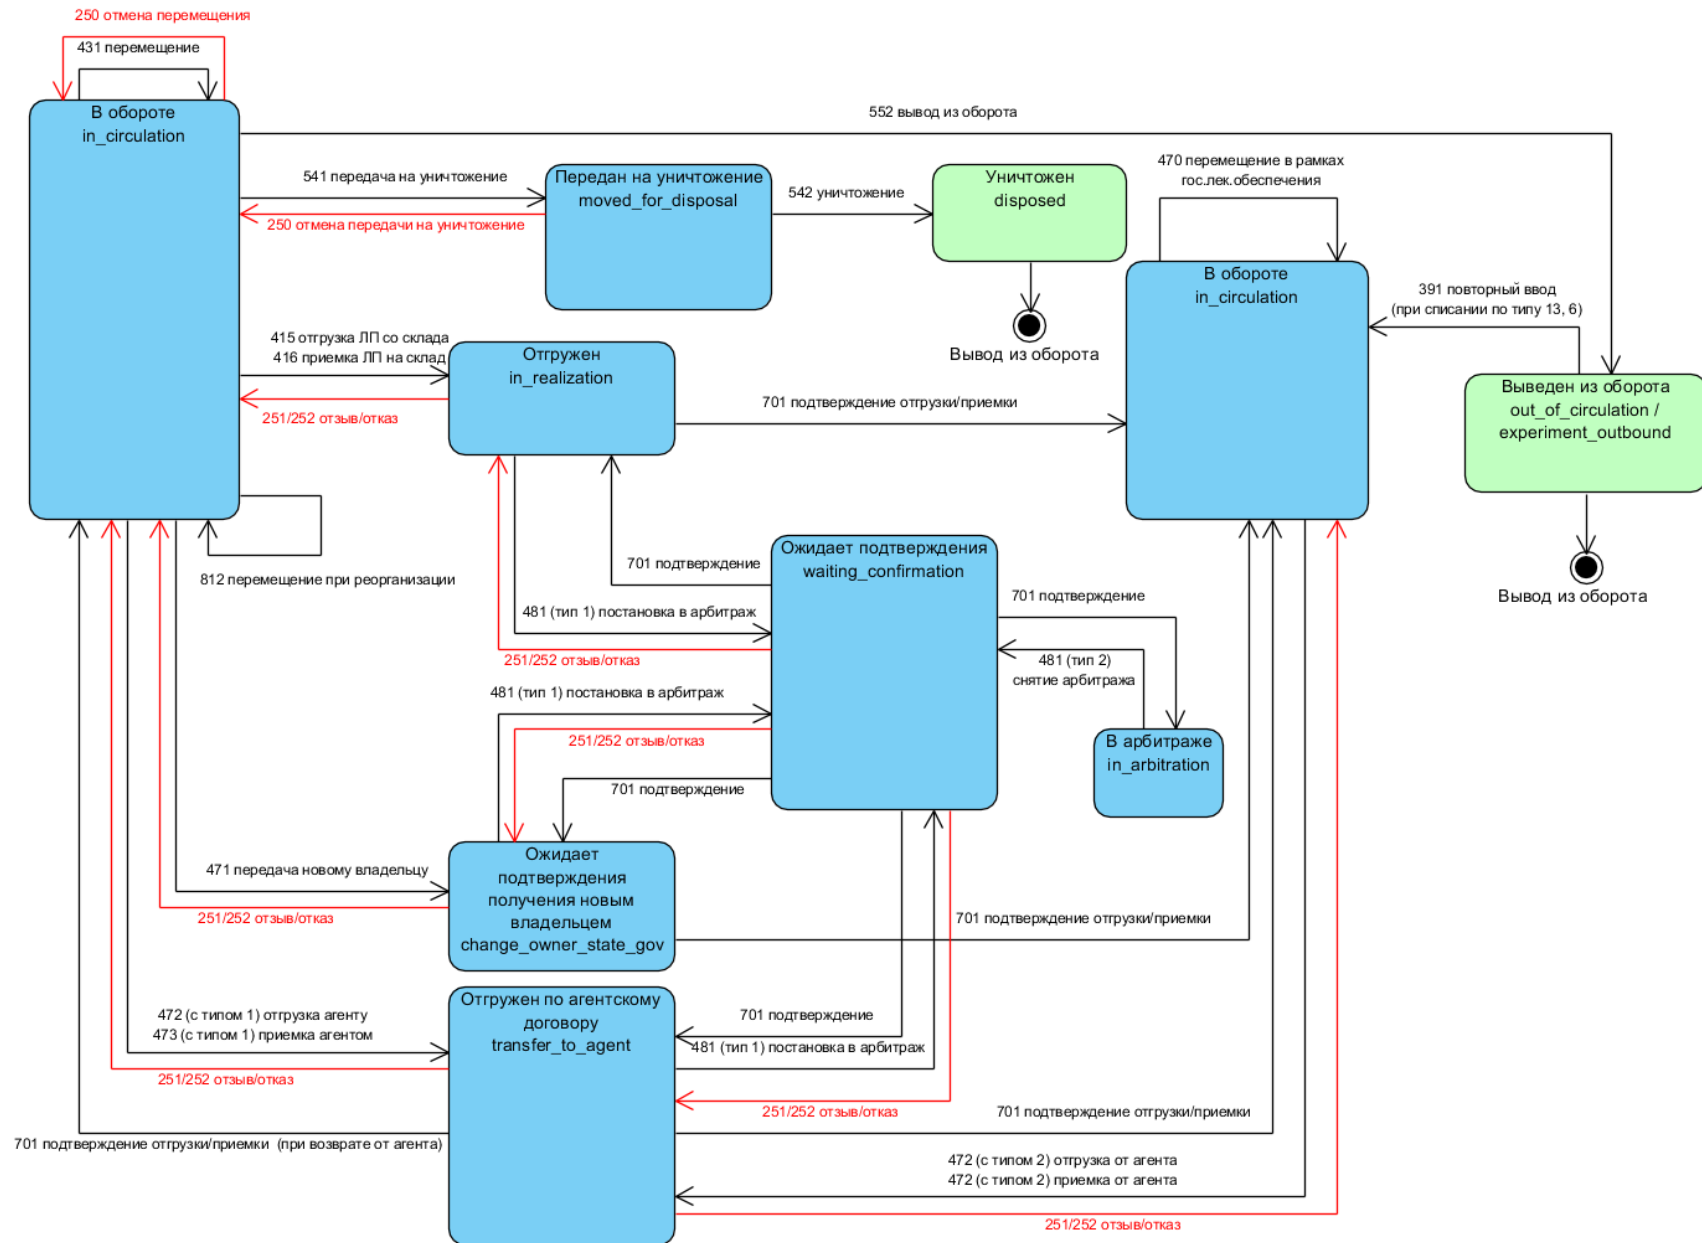 250 отмена перемещения
431 перемещение
В обороте
in_circulation
552 вывод из оборота
541 передача на уничтожение
250 отмена передачи на уничтожение
Передан на уничтожение
moved_for_disposal
542 уничтожение
Уничтожен
disposed
Вывод из оборота
470 перемещение в рамках
гос.лек.обеспечения
В обороте
in_circulation
391 повторный ввод
(при списании по типу 13, 6)
Выведен из оборота
out_of_circulation /
experiment_outbound
Вывод из оборота
415 отгрузка ЛП со склада
416 приемка ЛП на склад
251/252 отзыв/отказ
Отгружен
in_realization
701 подтверждение отгрузки/приемки
812 перемещение при реорганизации
701 подтверждение
481 (тип 1) постановка в арбитраж
251/252 отзыв/отказ
Ожидает подтверждения
waiting_confirmation
701 подтверждение
481 (тип 2)
снятие арбитража
В арбитраже
in_arbitration
481 (тип 1) постановка в арбитраж
251/252 отзыв/отказ
701 подтверждение
471 передача новому владельцу
251/252 отзыв/отказ
Ожидает
подтверждения
получения новым
владельцем
change_owner_state_gov
701 подтверждение отгрузки/приемки
472 (с типом 1) отгрузка агенту
473 (с типом 1) приемка агентом
251/252 отзыв/отказ
Отгружен по агентскому
договору
transfer_to_agent
701 подтверждение
481 (тип 1) постановка в арбитраж
251/252 отзыв/отказ
701 подтверждение отгрузки/приемки
701 подтверждение отгрузки/приемки (при возврате от агента)
472 (с типом 2) отгрузка от агента
472 (с типом 2) приемка от агента
251/252 отзыв/отказ